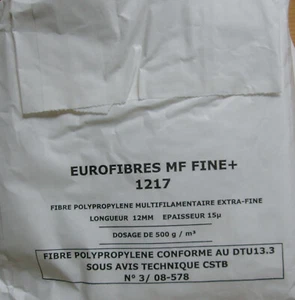 EUROFIBRES MF FINE+
1217
FIBRE POLYPROPYLENE MULTIFILAMENTAIRE EXTRA-FINE
LONGUEUR 12MM EPAISSEUR 15µ
DOSAGE DE 500 g / m³
FIBRE POLYPROPYLENE CONFORME AU DTU13.3
SOUS AVIS TECHNIQUE CSTB
N° 3/ 08-578